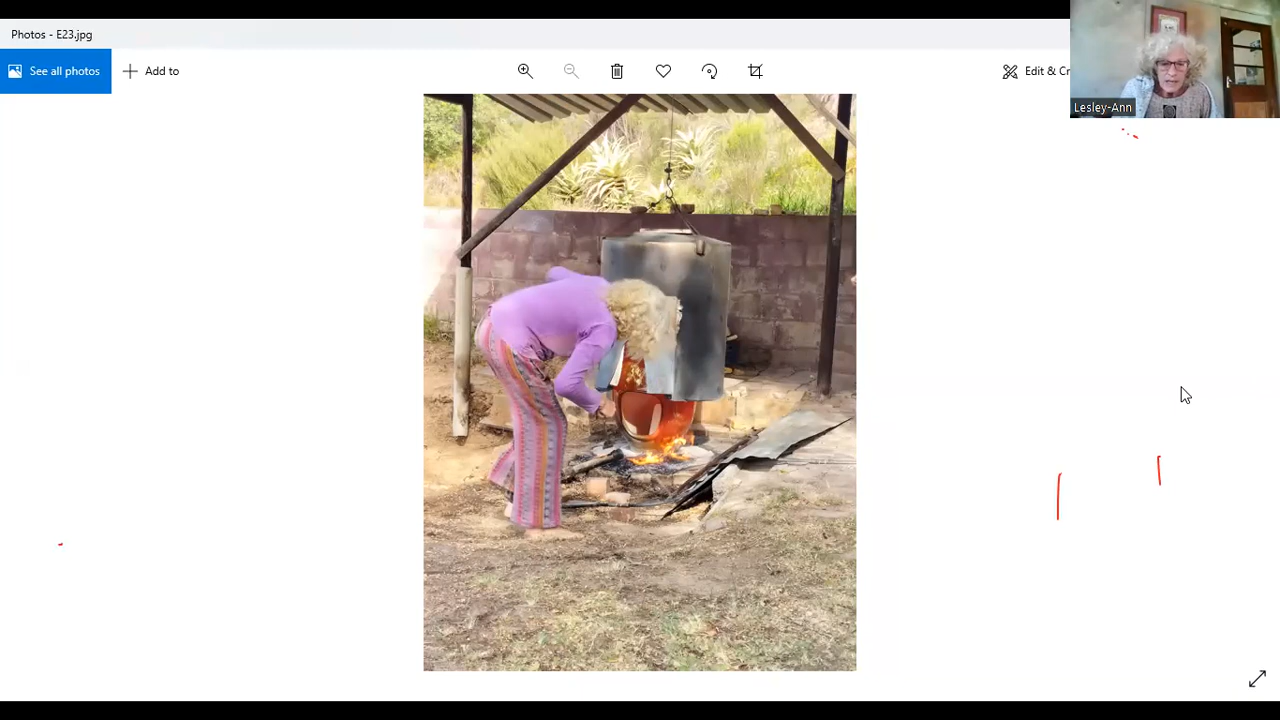 Photos - E23.jpg
See all photos
Add to
Edit & Cr
Lesley-Ann